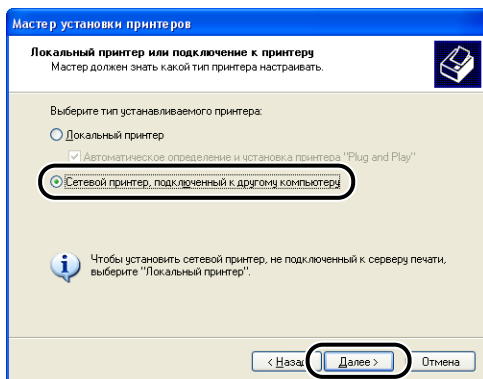 Мастер установки принтеров
Локальный принтер или подключение к принтеру
Мастер должен знать какой тип принтера настраивать.
Выберите тип устанавливаемого принтера:
Локальный принтер
Автоматическое определение и установка принтера "Plug and Play"
Сетевой принтер, подключенный к другому компьютеру
Чтобы установить сетевой принтер, не подключенный к серверу печати,
выберите "Локальный принтер".
< Назад Далее > Отмена